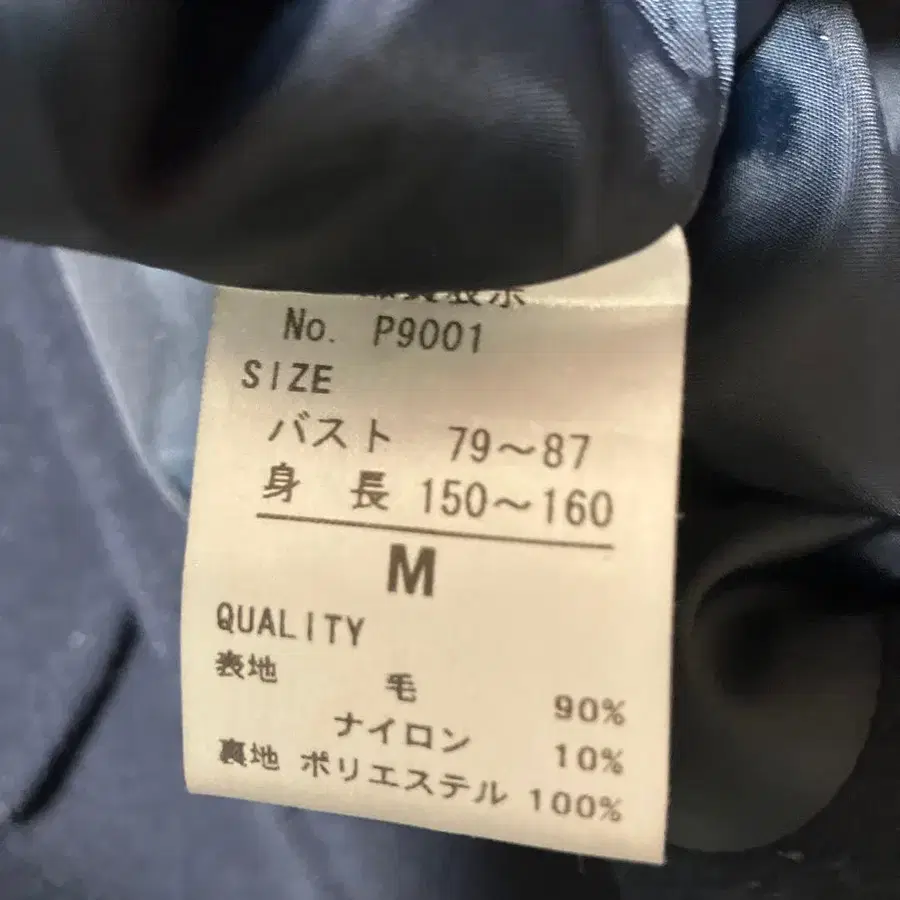 No. P9001
SIZE
バスト 79～87
身 長 150～160
M
QUALITY
表地 毛 90%
ナイロン 10%
裏地 ポリエステル 100%